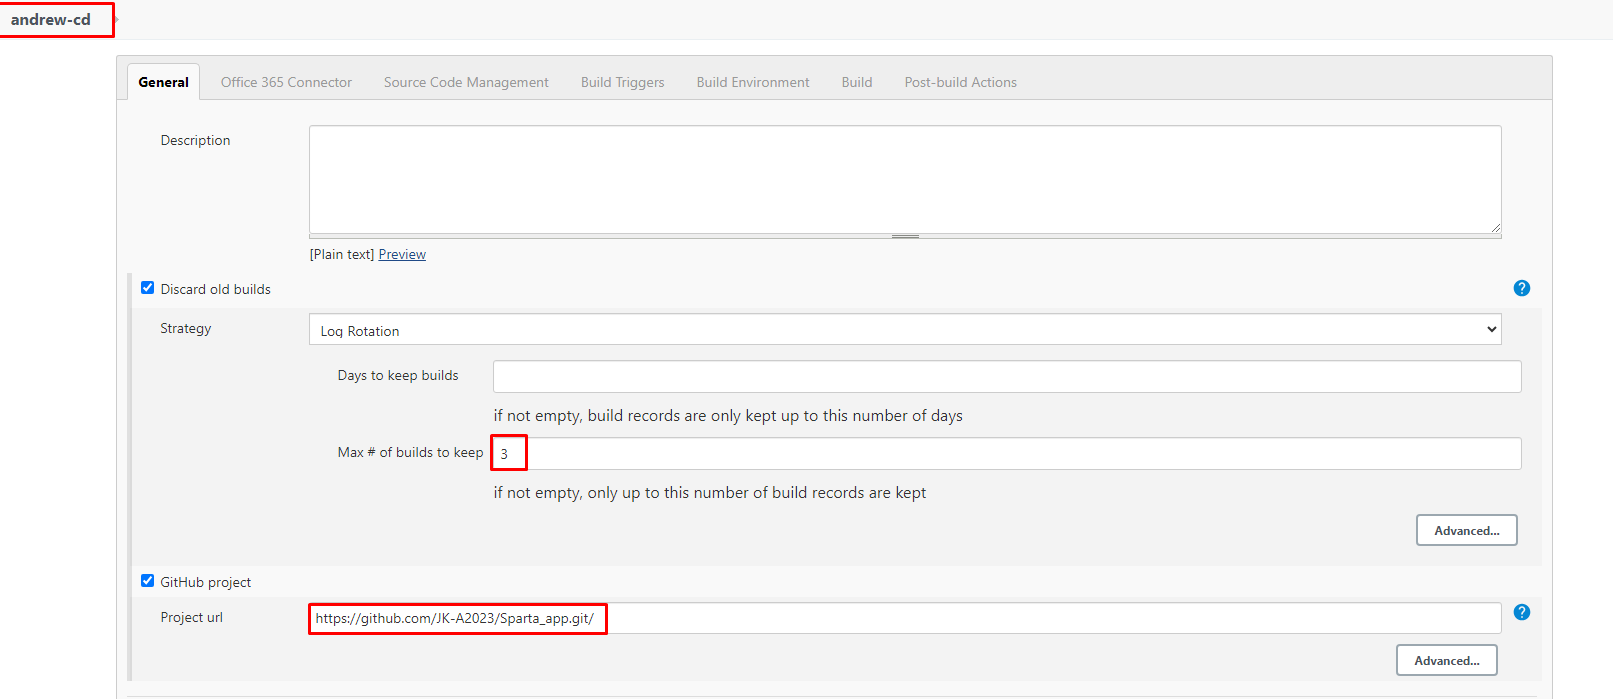 andrew-cd
General Office 365 Connector Source Code Management Build Triggers Build Environment Build Post-build Actions
Description
[Plain text] Preview
Discard old builds
Strategy Log Rotation
Days to keep builds
if not empty, build records are only kept up to this number of days
Max # of builds to keep 3
if not empty, only up to this number of build records are kept
Advanced...
GitHub project
Project url https://github.com/JK-A2023/Sparta_app.git/
Advanced...